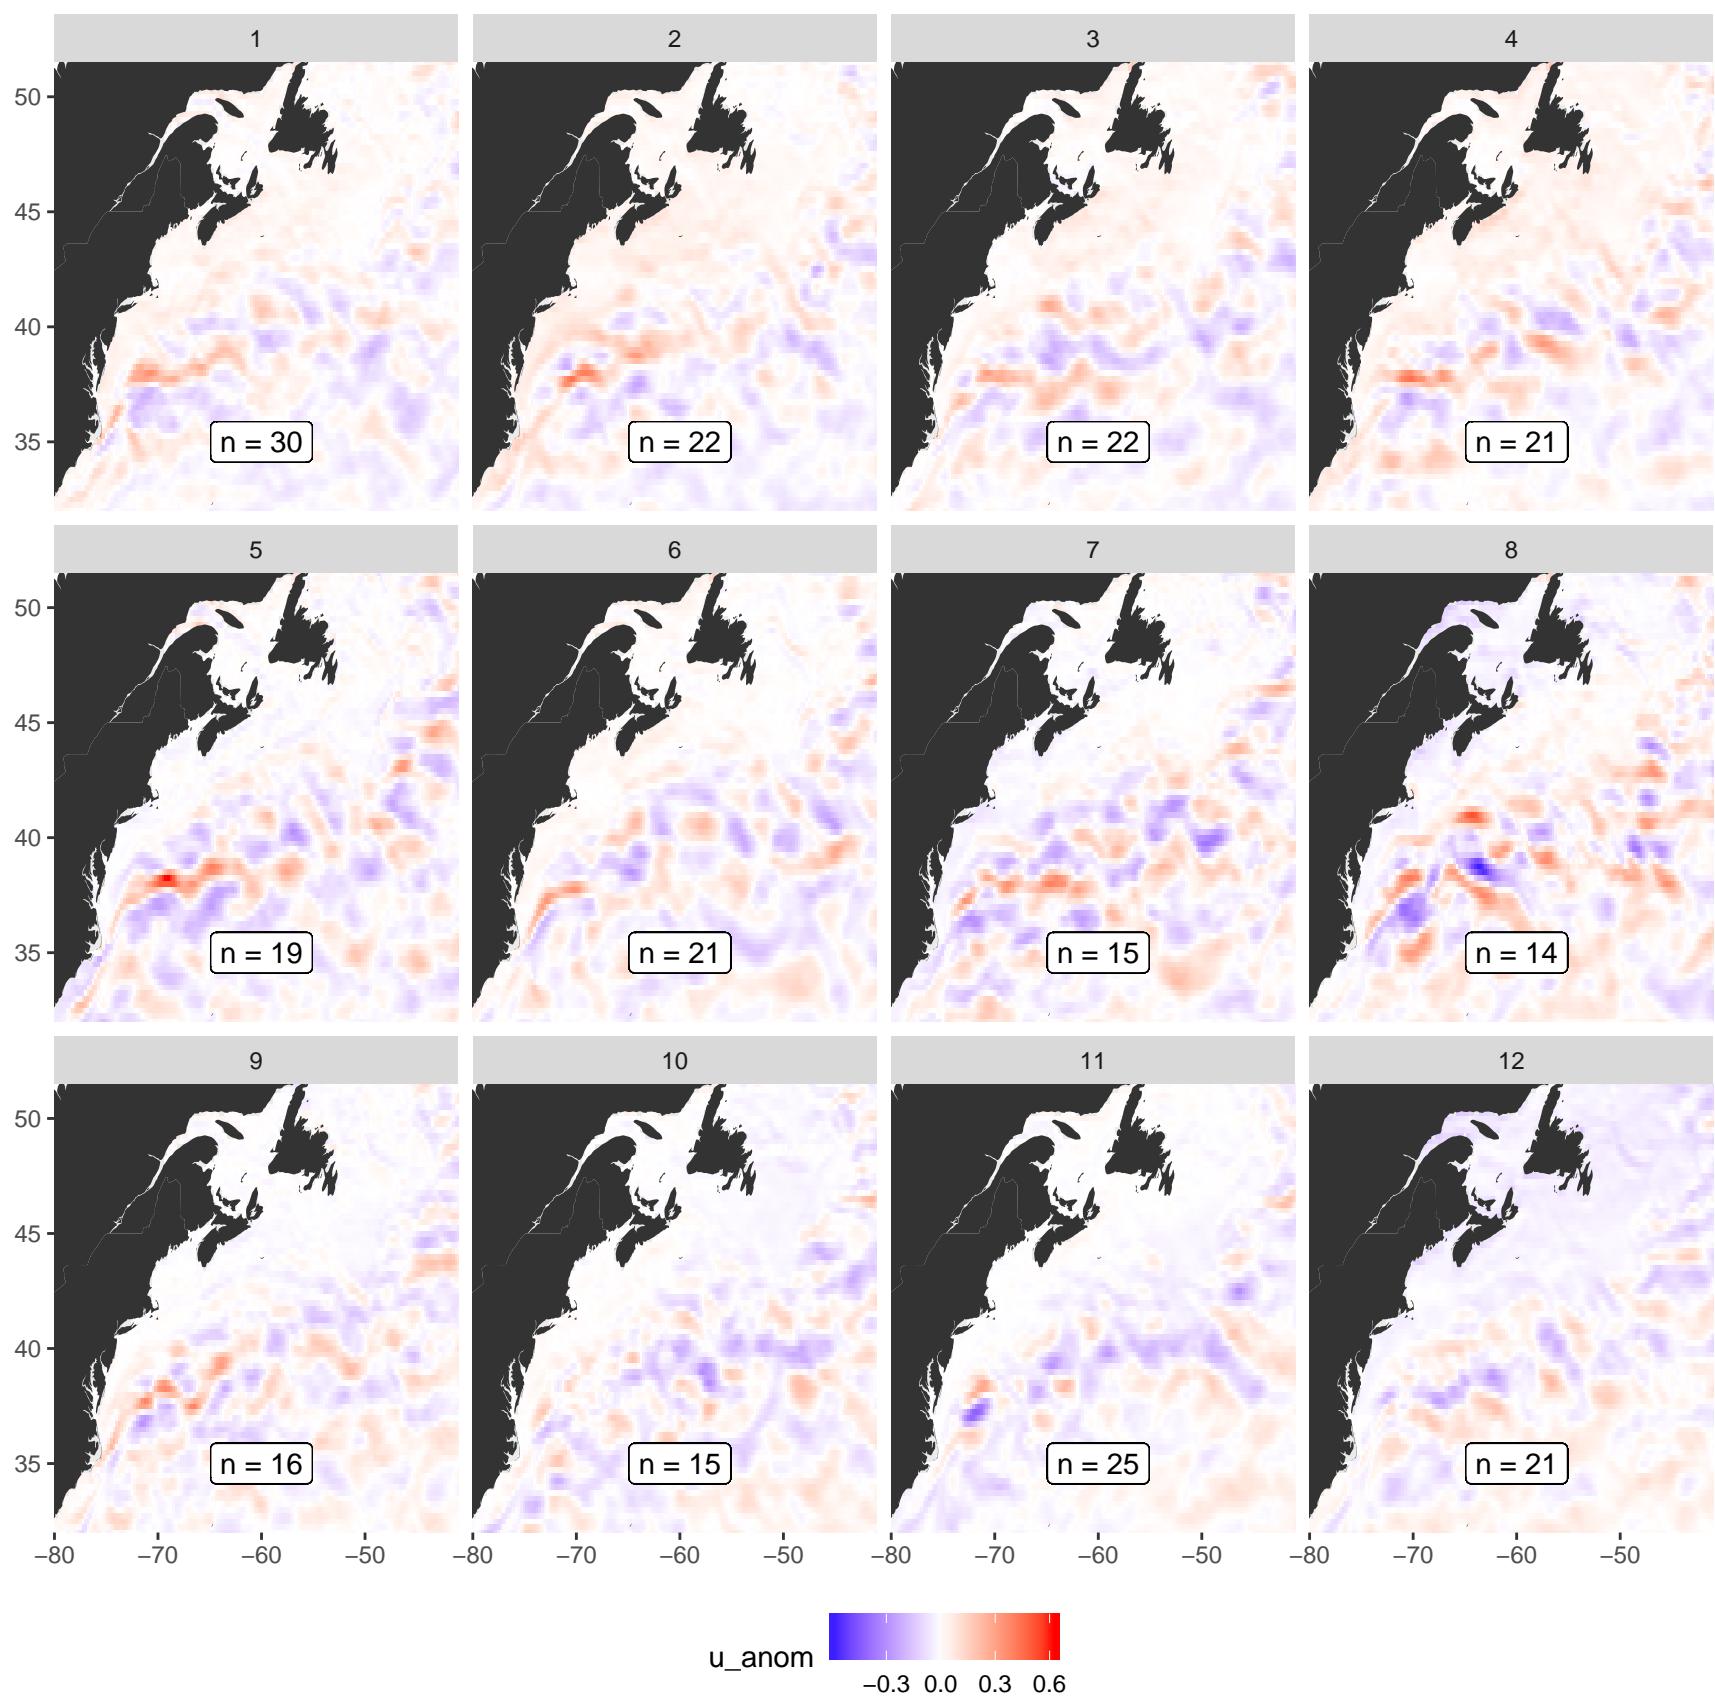 1 2 3 4
50
45
40
35
n = 30 n = 22 n = 22 n = 21
5 6 7 8
50
45
40
35
n = 19 n = 21 n = 15 n = 14
9 10 11 12
50
45
40
35
n = 16 n = 15 n = 25 n = 21
−80 −70 −60 −50 −80 −70 −60 −50 −80 −70 −60 −50 −80 −70 −60 −50
u_anom
−0.3 0.0 0.3 0.6